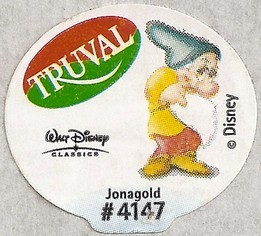 TRUVAL
WALT DISNEY
CLASSICS
© Disney
Jonagold
#4147